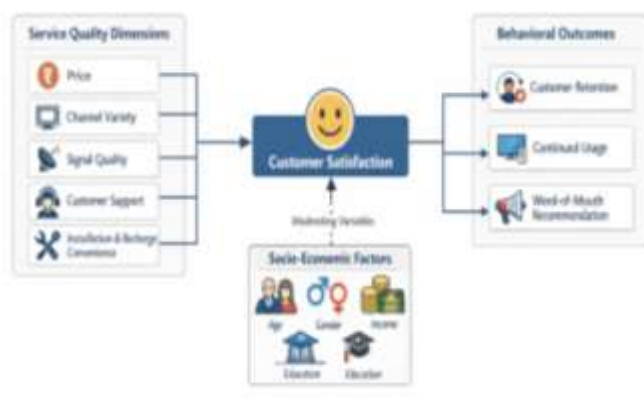 Service Quality Dimensions
Price
Channel Variety
Signal Quality
Customer Support
Installation & Recharge
Convenience
Customer Satisfaction
Moderating Variables
Socio-Economic Factors
Age
Gender
Income
Education
Education
Behavioral Outcomes
Customer Retention
Continued Usage
Word-of-Mouth
Recommendation